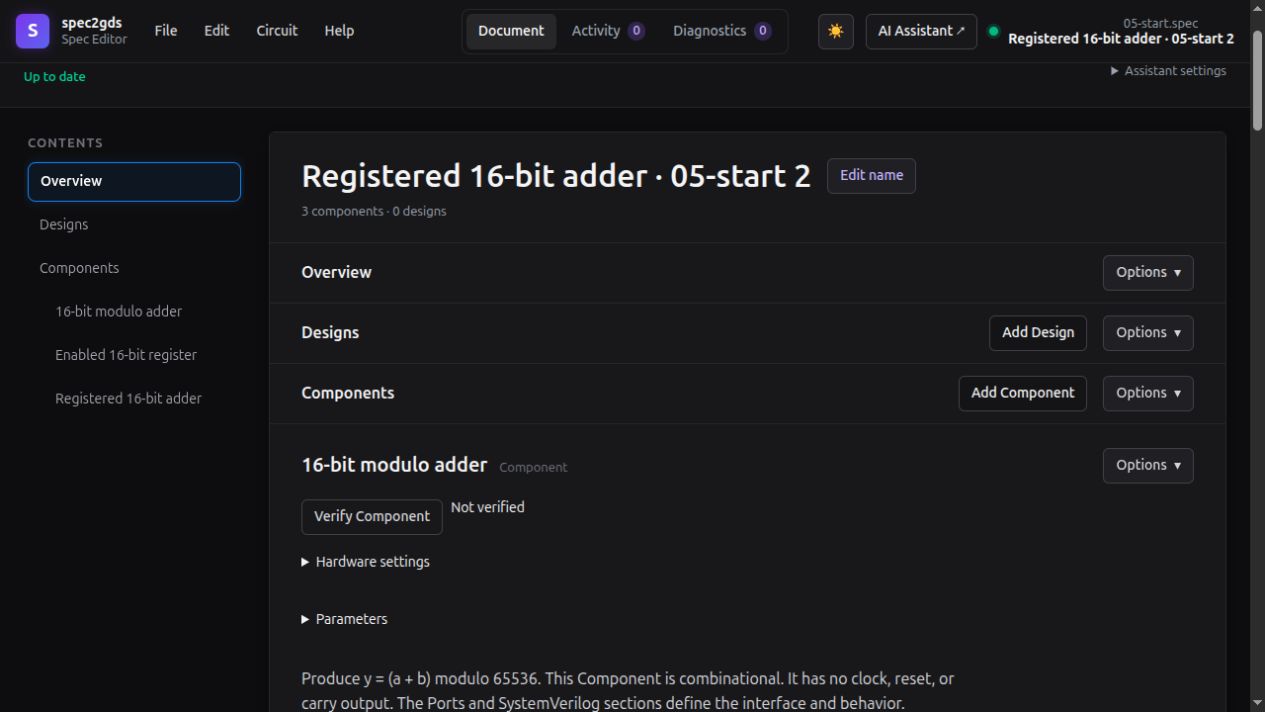 S
spec2gds
Spec Editor
File Edit Circuit Help
Document Activity 0 Diagnostics 0
AI Assistant ↗
05-start.spec
Registered 16-bit adder · 05-start 2
Up to date
▶ Assistant settings
CONTENTS
Overview
Designs
Components
16-bit modulo adder
Enabled 16-bit register
Registered 16-bit adder
Registered 16-bit adder · 05-start 2 Edit name
3 components · 0 designs
Overview Options ▾
Designs Add Design Options ▾
Components Add Component Options ▾
16-bit modulo adder Component Options ▾
Verify Component Not verified
▶ Hardware settings
▶ Parameters
Produce y = (a + b) modulo 65536. This Component is combinational. It has no clock, reset, or
carry output. The Ports and SystemVerilog sections define the interface and behavior.